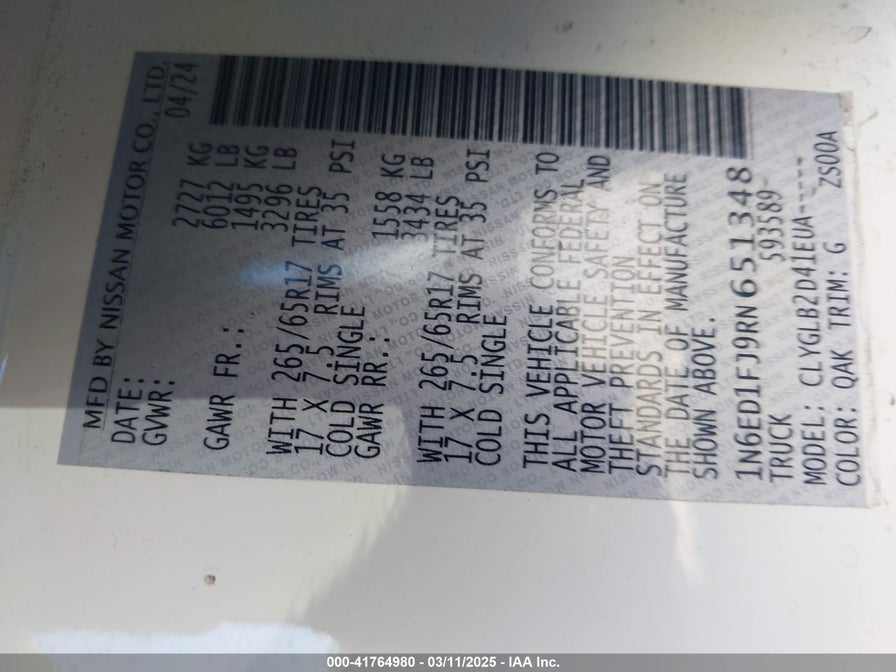 MFD BY NISSAN MOTOR CO., LTD.
DATE: 04/24
GVWR: 2727 KG
6012 LB
GAWR FR.: 1495 KG
3296 LB
WITH 265/65R17 TIRES
17 X 7.5 RIMS AT 35 PSI
COLD SINGLE
GAWR RR.: 1558 KG
3434 LB
WITH 265/65R17 TIRES
17 X 7.5 RIMS AT 35 PSI
COLD SINGLE
THIS VEHICLE CONFORMS TO
ALL APPLICABLE FEDERAL
MOTOR VEHICLE SAFETY AND
THEFT PREVENTION
STANDARDS IN EFFECT ON
THE DATE OF MANUFACTURE
SHOWN ABOVE.
1N6ED1FJ9RN651348
TRUCK 593589
MODEL: CLYGLB2D41EUA-----
COLOR: QAK TRIM: G ZS00A
000-41764980 - 03/11/2025 - IAA Inc.